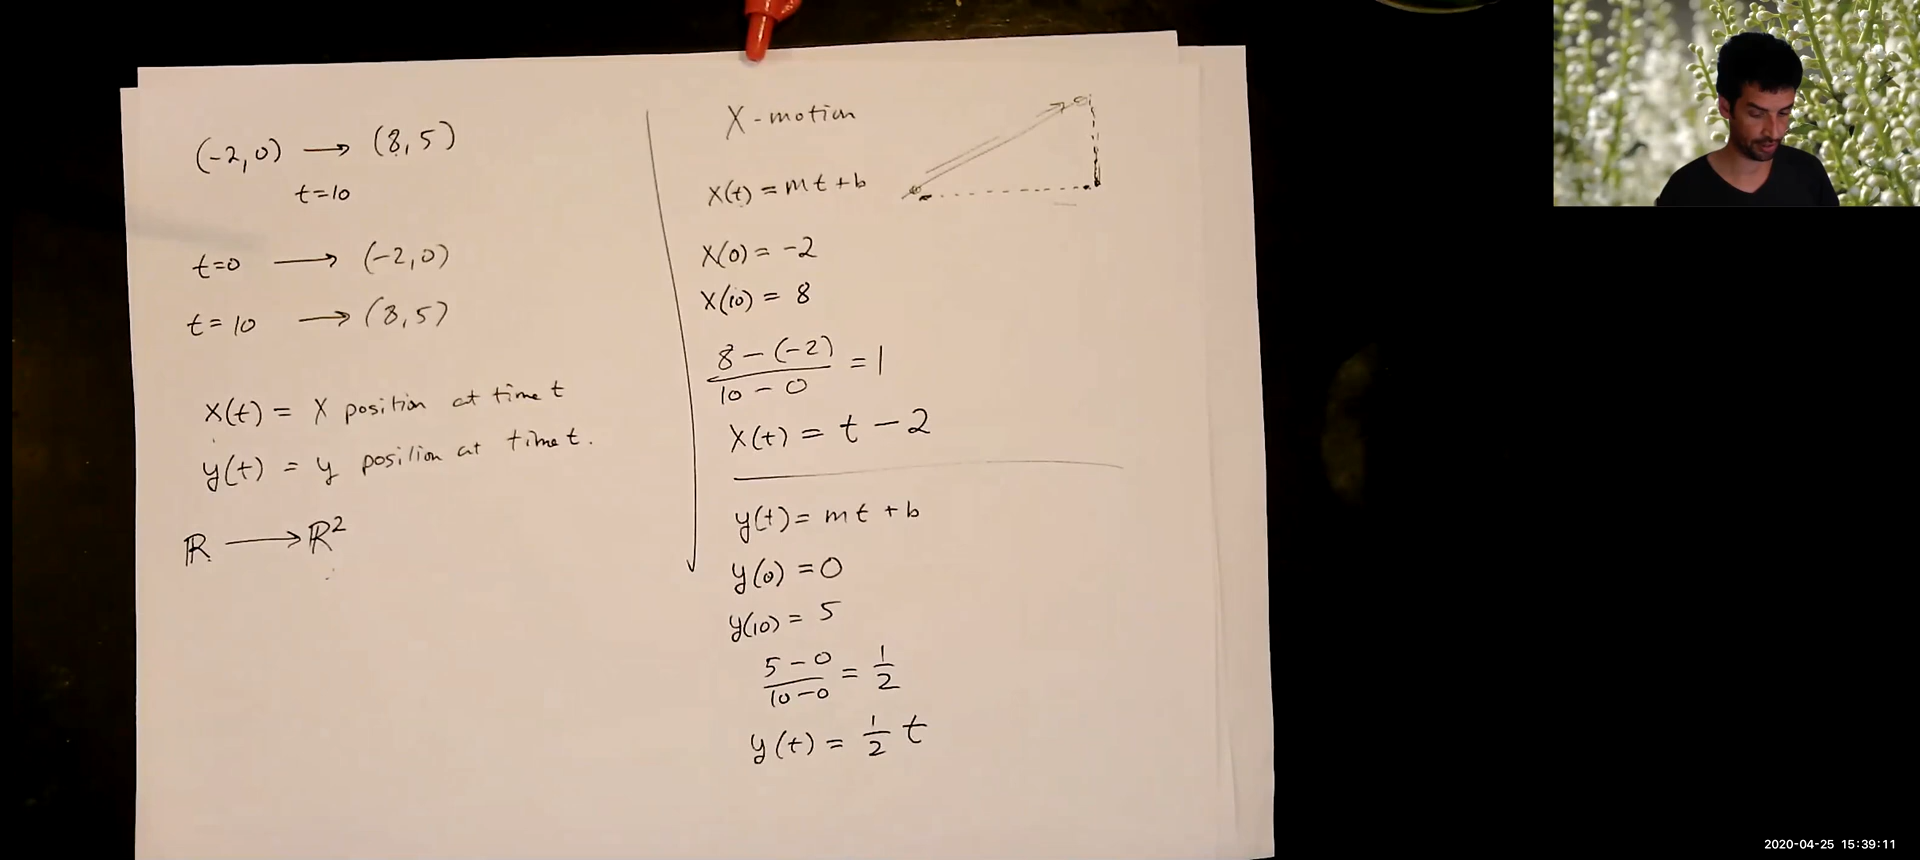 (-2,0) → (8,5)
t=10
t=0 → (-2,0)
t=10 → (8,5)
x(t) = x position at time t
y(t) = y position at time t.
ℝ → ℝ²
X-motion
x(t) = mt+b
x(0) = -2
x(10) = 8
8-(-2)/10-0 = 1
x(t) = t-2
y(t) = mt+b
y(0) = 0
y(10) = 5
5-0/10-0 = 1/2
y(t) = 1/2 t
2020-04-25 15:39:11